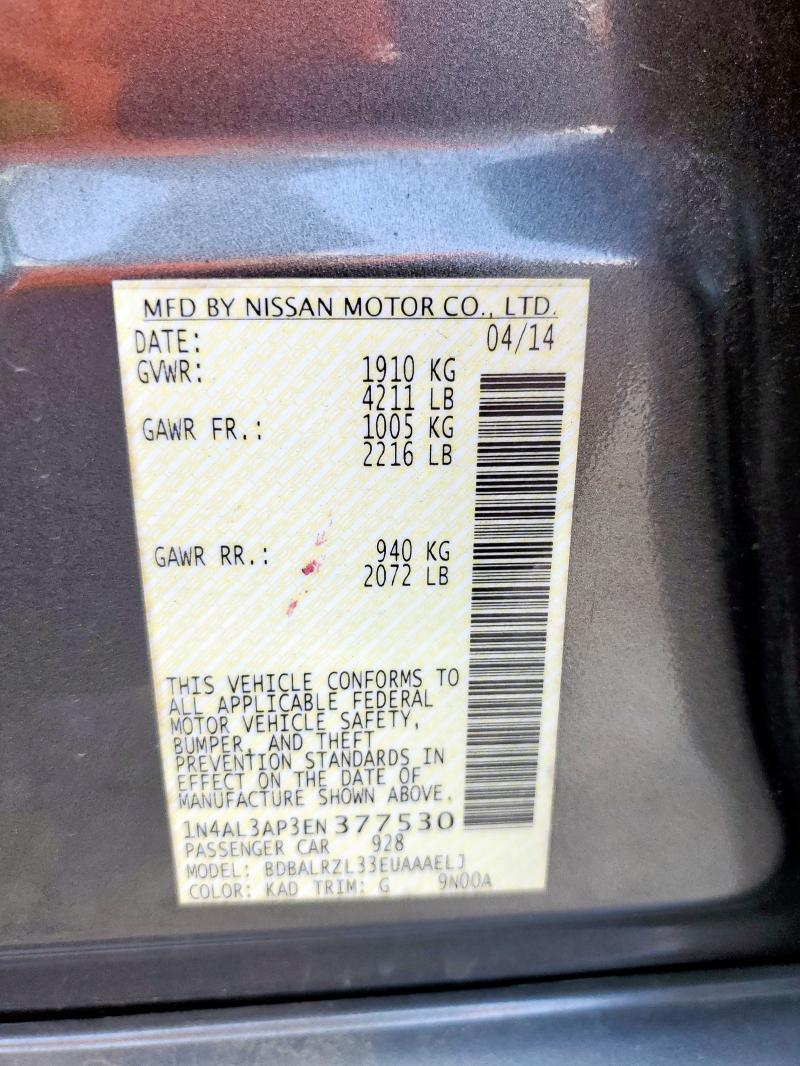 MFD BY NISSAN MOTOR CO., LTD.
DATE: 04/14
GVWR: 1910 KG
4211 LB
GAWR FR.: 1005 KG
2216 LB
GAWR RR.: 940 KG
2072 LB
THIS VEHICLE CONFORMS TO
ALL APPLICABLE FEDERAL
MOTOR VEHICLE SAFETY,
BUMPER, AND THEFT
PREVENTION STANDARDS IN
EFFECT ON THE DATE OF
MANUFACTURE SHOWN ABOVE.
1N4AL3AP3EN 377530
PASSENGER CAR 928
MODEL: BDBALRZL33EUAAAELJ
COLOR: KAD TRIM: G 9N00A